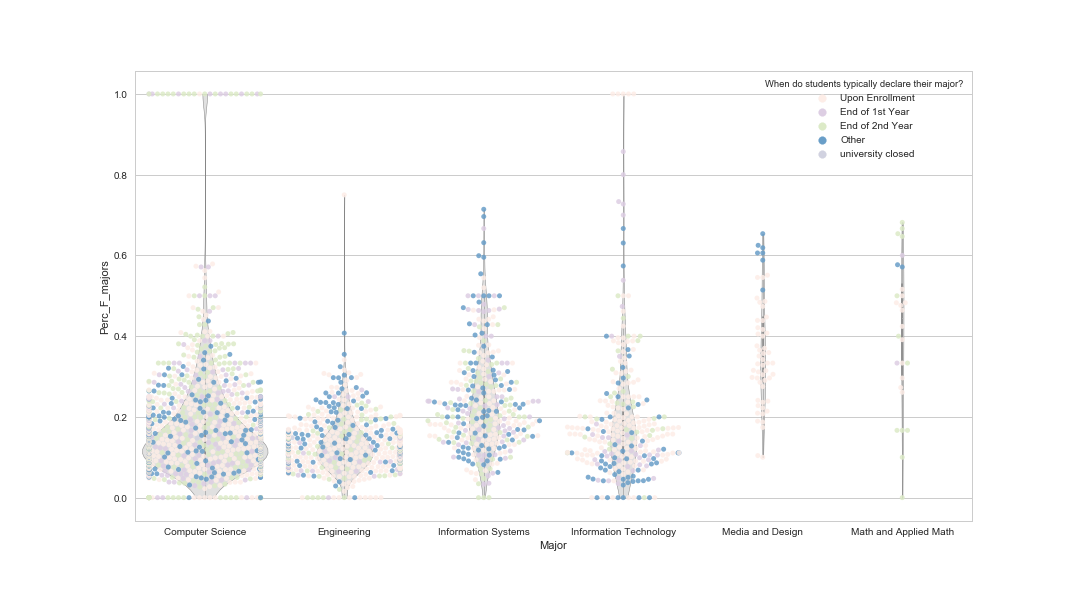 When do students typically declare their major?
Upon Enrollment
End of 1st Year
End of 2nd Year
Other
university closed
1.0
0.8
0.6
0.4
0.2
0.0
Perc_F_majors
Computer Science
Engineering
Information Systems
Information Technology
Media and Design
Math and Applied Math
Major